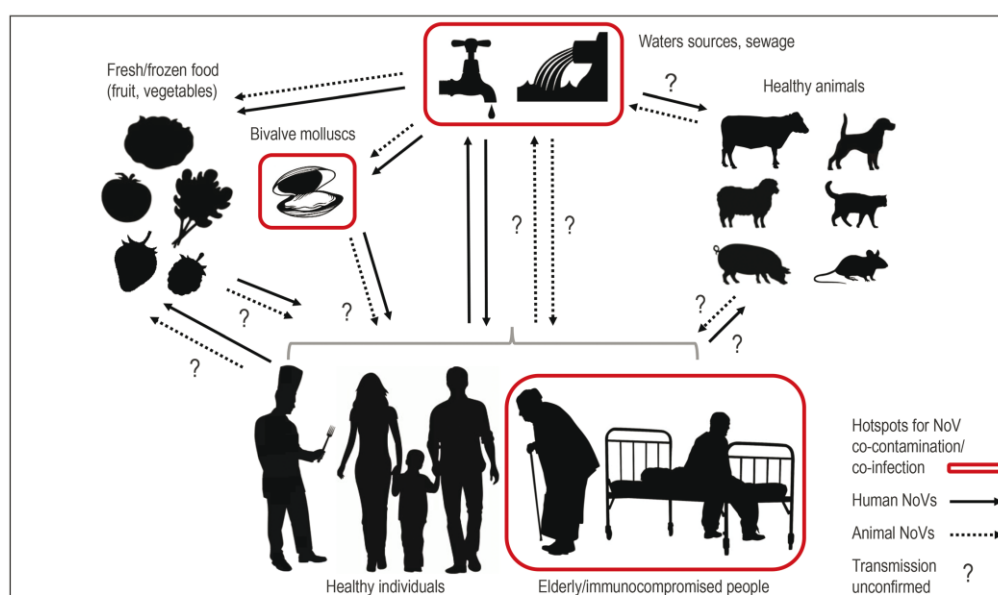 Waters sources, sewage
Fresh/frozen food
(fruit, vegetables)
?
Healthy animals
Bivalve molluscs
?
?
?
?
?
?
?
Hotspots for NoV
co-contamination/
co-infection
Human NoVs
Animal NoVs
Transmission
unconfirmed
?
Healthy individuals
Elderly/immunocompromised people